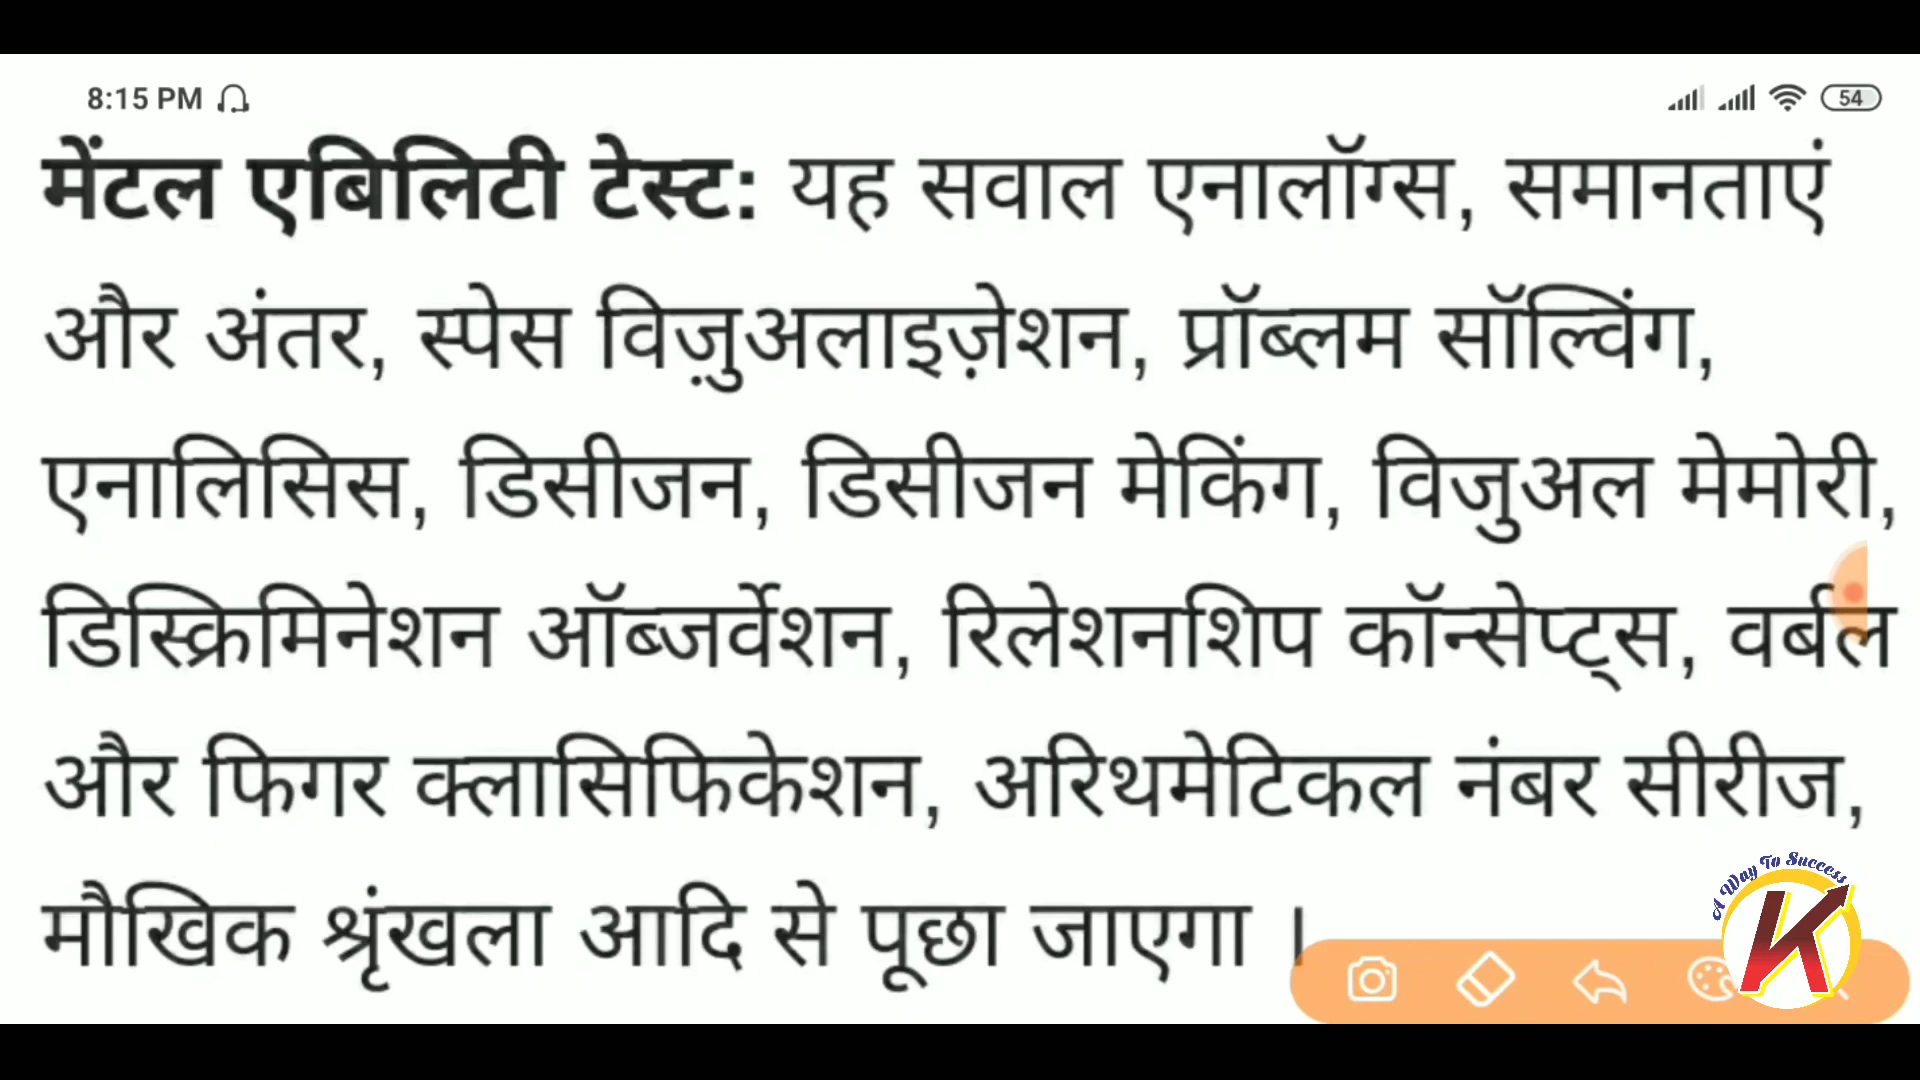 8:15 PM
54
मेंटल एबिलिटी टेस्ट: यह सवाल एनालॉग्स, समानताएं
और अंतर, स्पेस विज़ुअलाइज़ेशन, प्रॉब्लम सॉल्विंग,
एनालिसिस, डिसीजन, डिसीजन मेकिंग, विजुअल मेमोरी,
डिस्क्रिमिनेशन ऑब्जर्वेशन, रिलेशनशिप कॉन्सेप्ट्स, वर्बल
और फिगर क्लासिफिकेशन, अरिथमेटिकल नंबर सीरीज,
मौखिक श्रृंखला आदि से पूछा जाएगा ।
A Way To Success
K